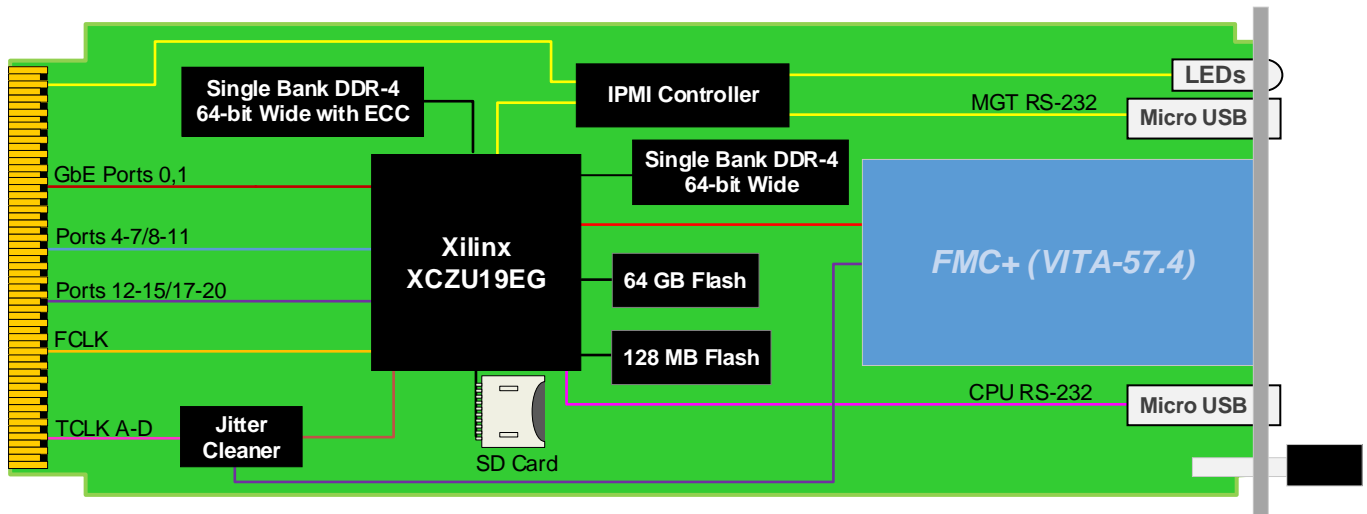 Single Bank DDR-4
64-bit Wide with ECC
IPMI Controller
LEDs
MGT RS-232
Micro USB
Single Bank DDR-4
64-bit Wide
GbE Ports 0,1
Ports 4-7/8-11
Xilinx
XCZU19EG
FMC+ (VITA-57.4)
64 GB Flash
Ports 12-15/17-20
FCLK
128 MB Flash
CPU RS-232
Micro USB
TCLK A-D
Jitter
Cleaner
SD Card